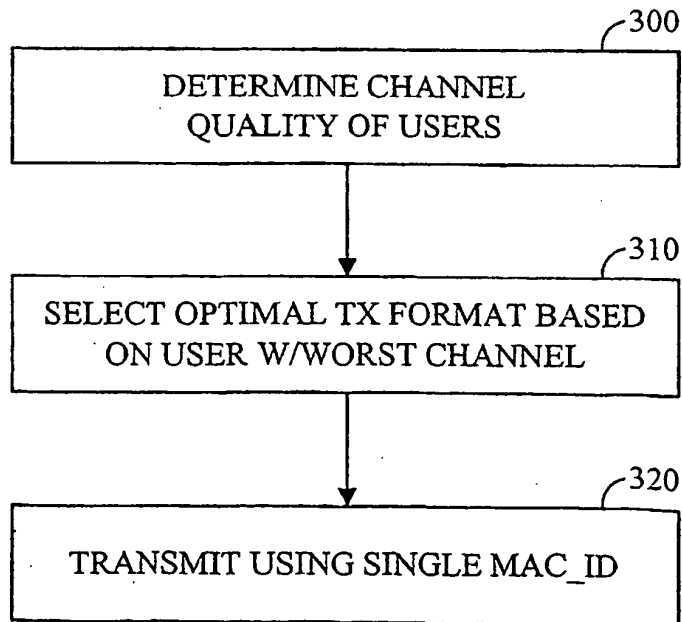 300
DETERMINE CHANNEL
QUALITY OF USERS
310
SELECT OPTIMAL TX FORMAT BASED
ON USER W/WORST CHANNEL
320
TRANSMIT USING SINGLE MAC_ID